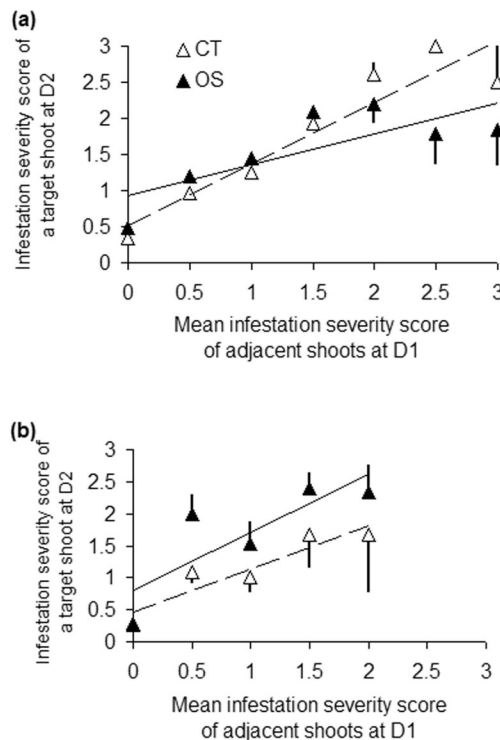 (a)
3
2.5
2
1.5
1
0.5
0
CT
OS
Infestation severity score of
a target shoot at D2
0 0.5 1 1.5 2 2.5 3
Mean infestation severity score
of adjacent shoots at D1
(b)
3
2.5
2
1.5
1
0.5
0
Infestation severity score of
a target shoot at D2
0 0.5 1 1.5 2 2.5 3
Mean infestation severity score
of adjacent shoots at D1